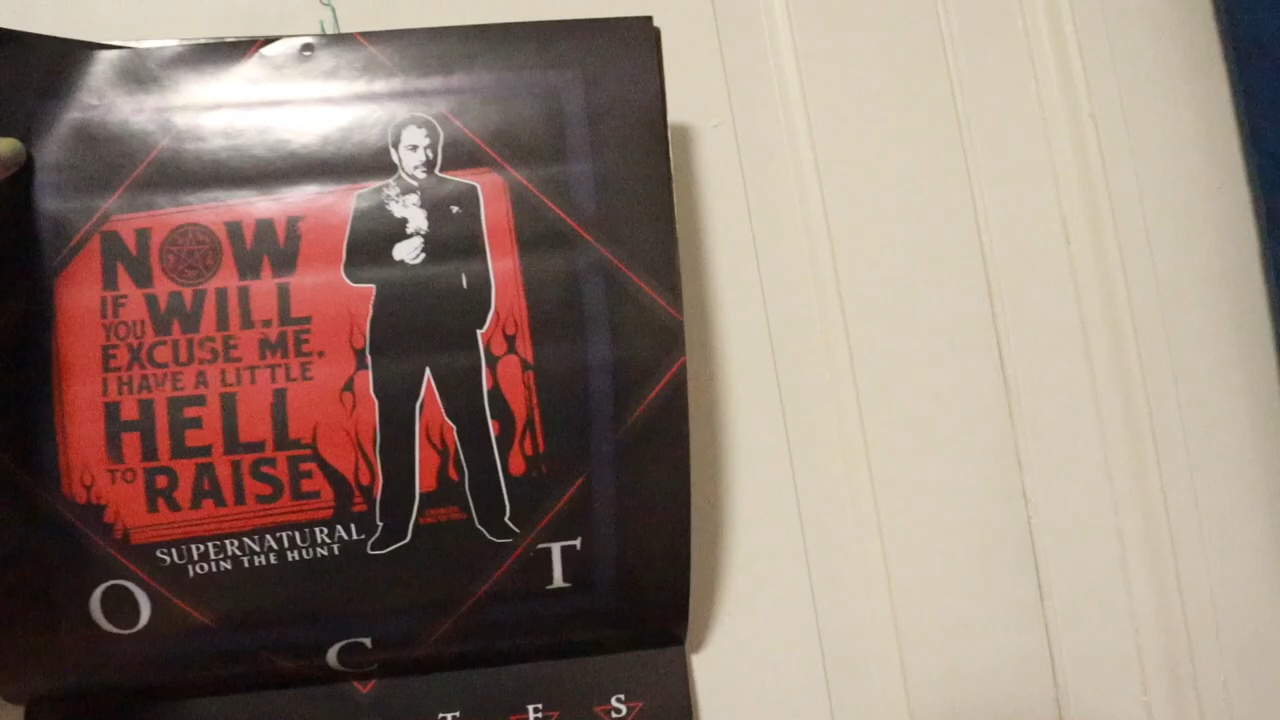 NOW
IF YOU WILL
EXCUSE ME,
I HAVE A LITTLE
HELL
TO RAISE
SUPERNATURAL
JOIN THE HUNT
O C T
T F S